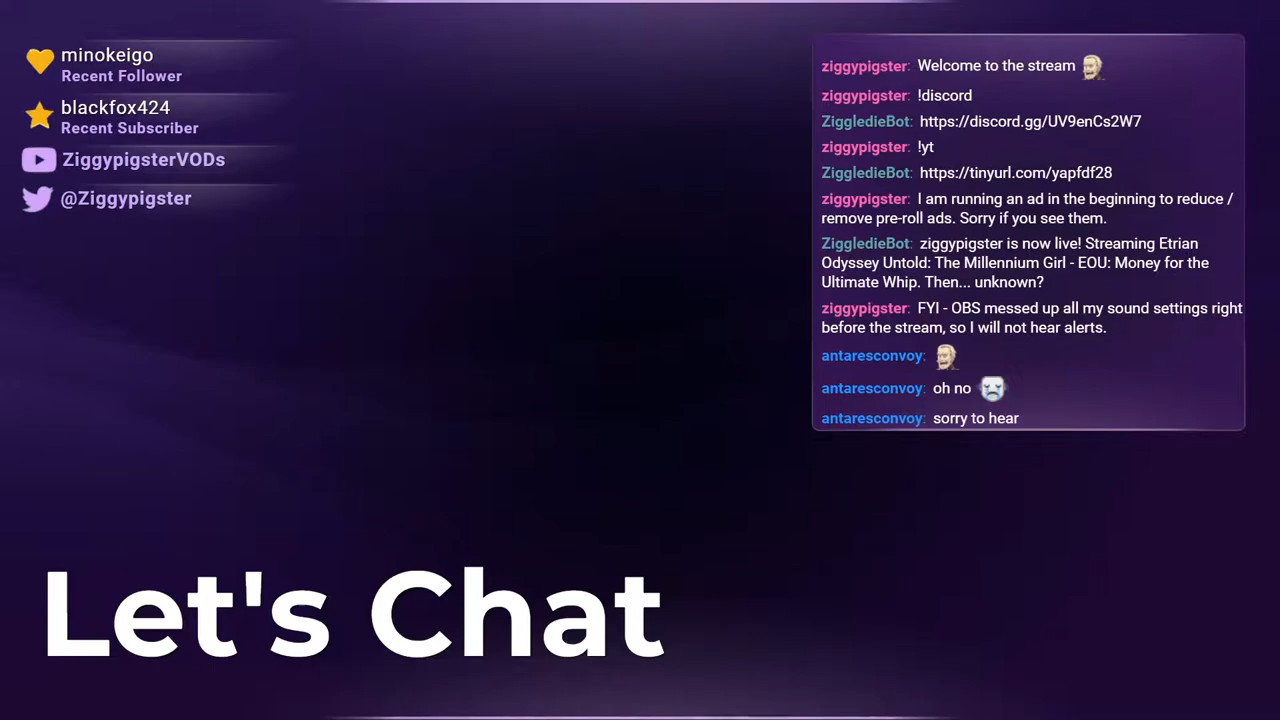 minokeigo
Recent Follower
blackfox424
Recent Subscriber
ZiggypigsterVODs
@Ziggypigster
ziggypigster: Welcome to the stream
ziggypigster: !discord
ZiggledieBot: https://discord.gg/UV9enCs2W7
ziggypigster: !yt
ZiggledieBot: https://tinyurl.com/yapfdf28
ziggypigster: I am running an ad in the beginning to reduce /
remove pre-roll ads. Sorry if you see them.
ZiggledieBot: ziggypigster is now live! Streaming Etrian
Odyssey Untold: The Millennium Girl - EOU: Money for the
Ultimate Whip. Then... unknown?
ziggypigster: FYI - OBS messed up all my sound settings right
before the stream, so I will not hear alerts.
antaresconvoy:
antaresconvoy: oh no
antaresconvoy: sorry to hear
Let's Chat